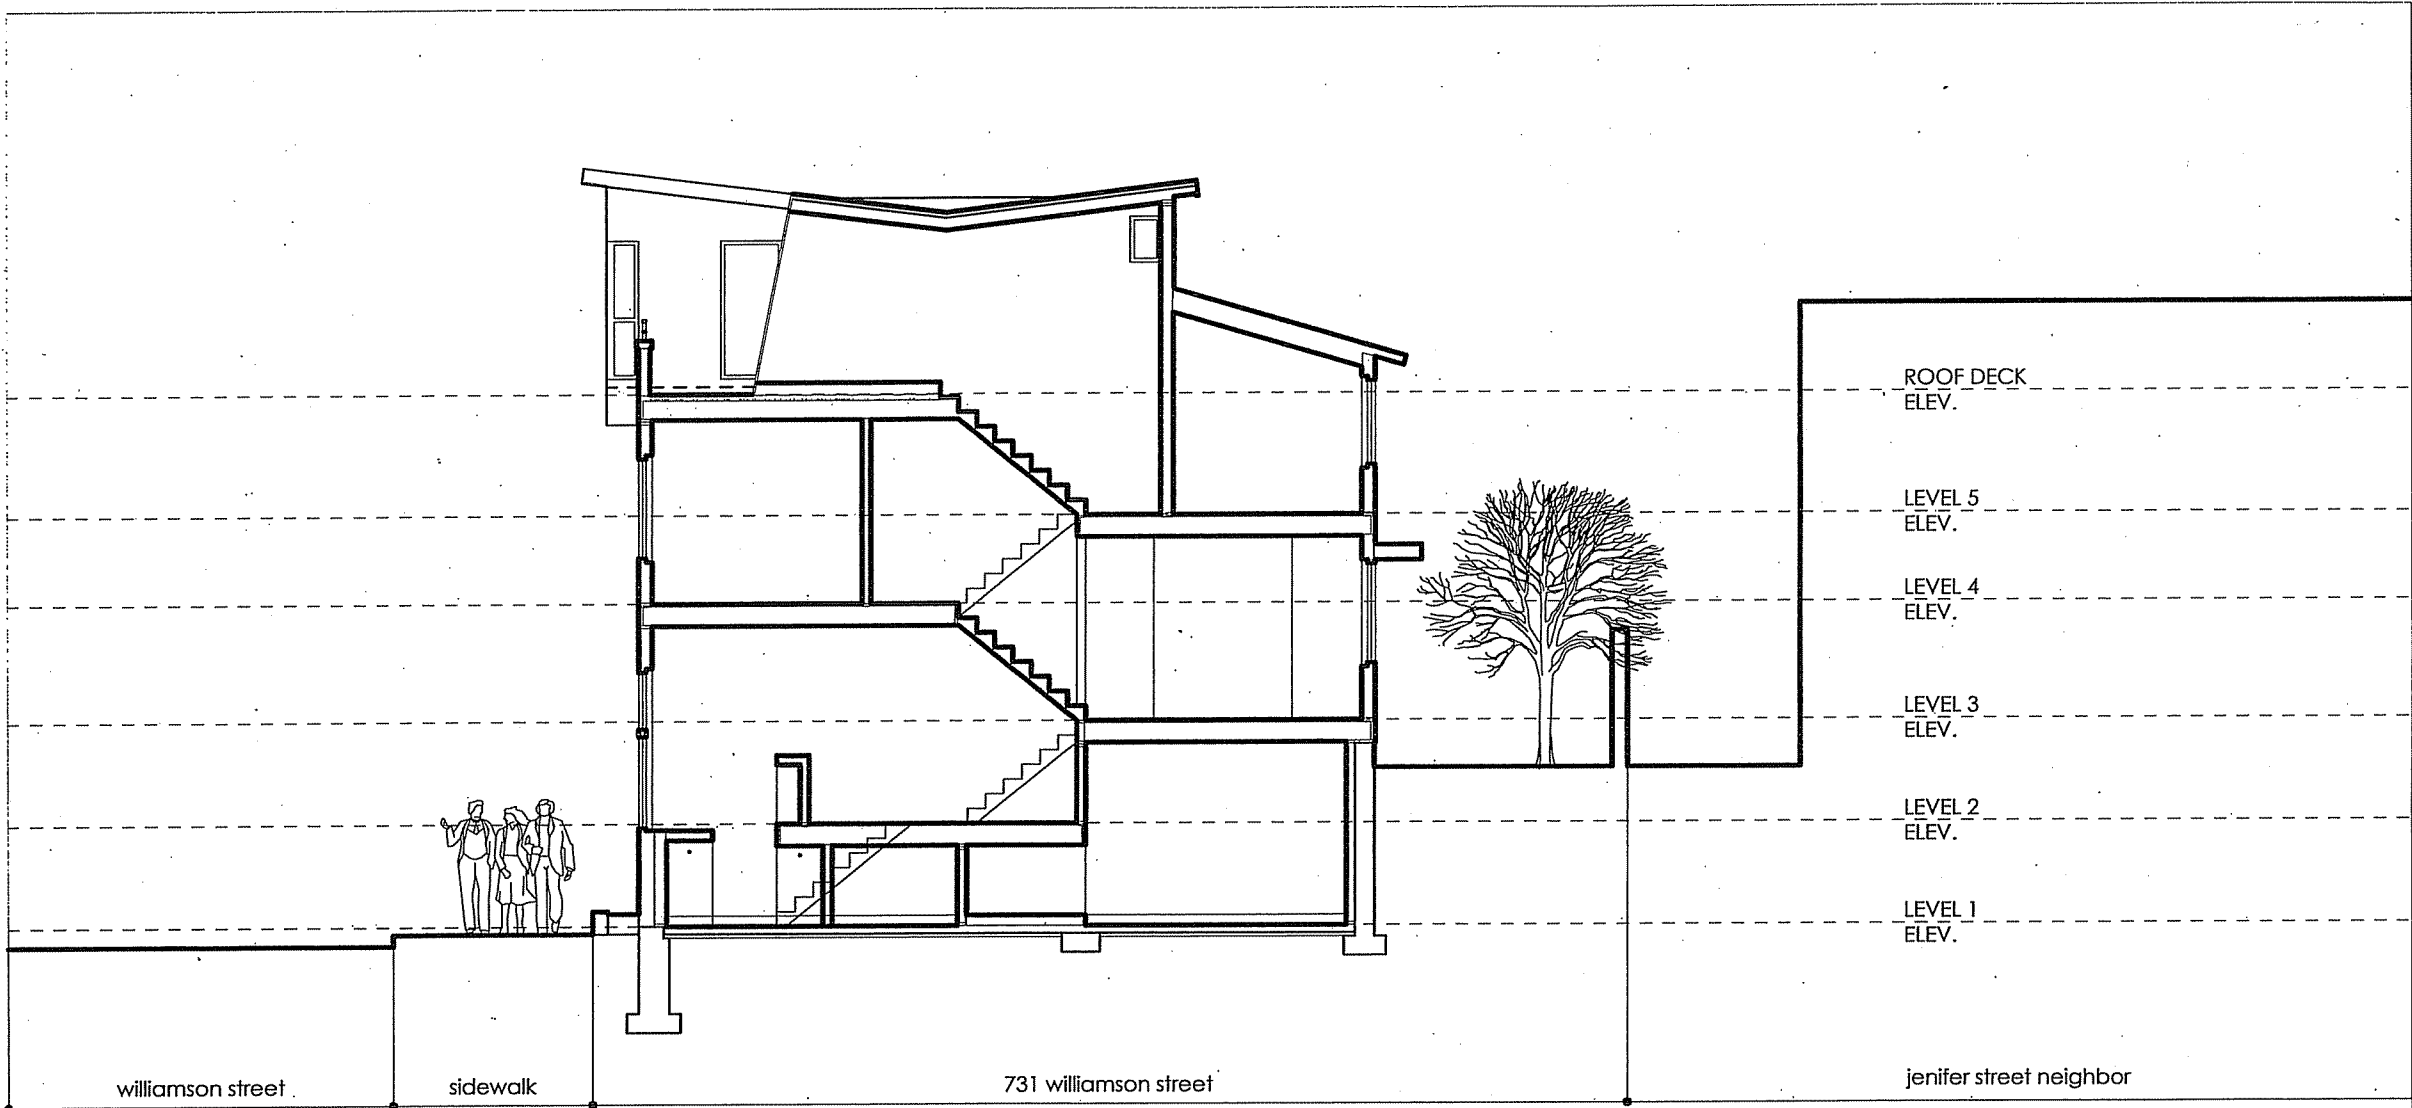 ROOF DECK
ELEV.
LEVEL 5
ELEV.
LEVEL 4
ELEV.
LEVEL 3
ELEV.
LEVEL 2
ELEV.
LEVEL 1
ELEV.
williamson street
sidewalk
731 williamson street
jenifer street neighbor